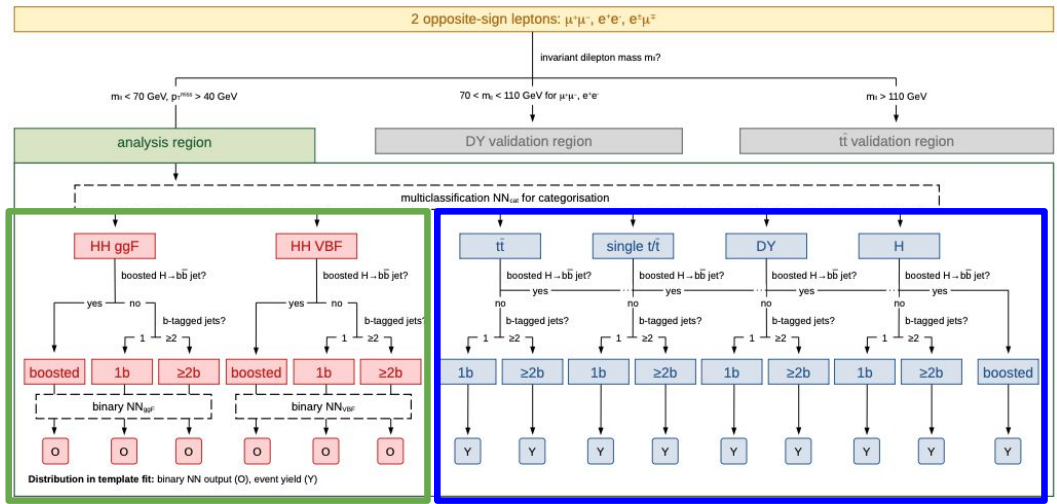 2 opposite-sign leptons: μ⁺μ⁻, e⁺e⁻, e±μ∓
invariant dilepton mass mₗₗ?
mₗₗ < 70 GeV, pᴛᵐⁱˢˢ > 40 GeV
70 < mₗₗ < 110 GeV for μ⁺μ⁻, e⁺e⁻
mₗₗ > 110 GeV
analysis region
DY validation region
tt̄ validation region
multiclassification NNcat for categorisation
HH ggF
HH VBF
tt̄
single t/t̄
DY
H
boosted H→bb̄ jet?
boosted H→bb̄ jet?
boosted H→bb̄ jet?
boosted H→bb̄ jet?
boosted H→bb̄ jet?
boosted H→bb̄ jet?
yes no
yes no
yes yes yes yes
no no no no
b-tagged jets?
b-tagged jets?
b-tagged jets?
b-tagged jets?
b-tagged jets?
b-tagged jets?
1 ≥2
1 ≥2
1 ≥2
1 ≥2
1 ≥2
1 ≥2
boosted 1b ≥2b boosted 1b ≥2b 1b ≥2b 1b ≥2b 1b ≥2b 1b ≥2b boosted
binary NNggF
binary NNVBF
O O O O O O Y Y Y Y Y Y Y Y Y
Distribution in template fit: binary NN output (O), event yield (Y)